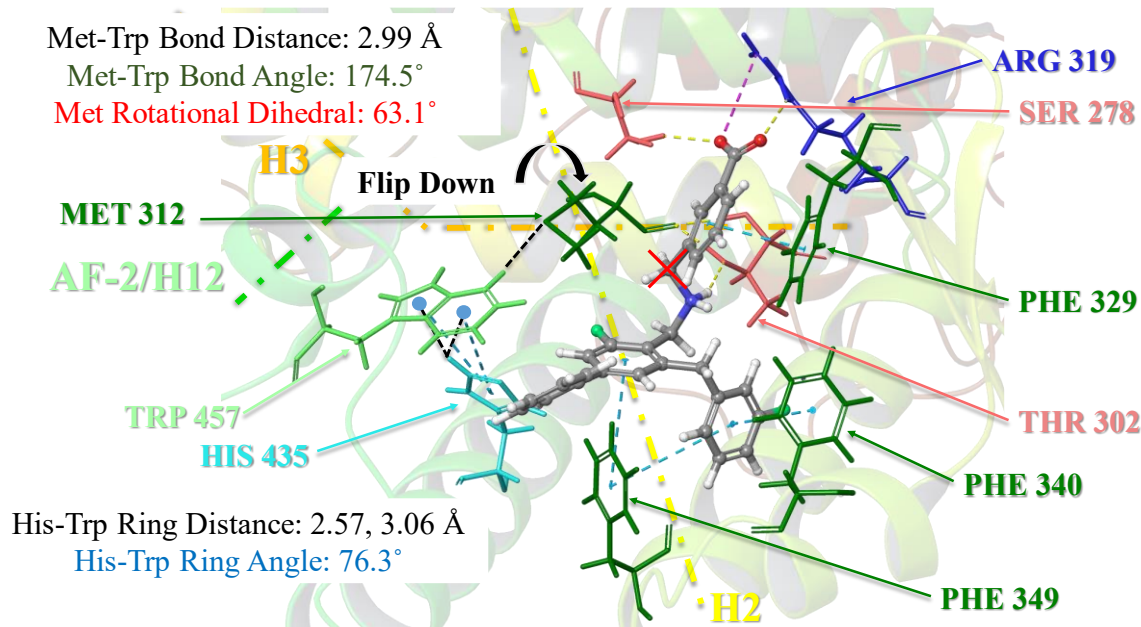 Met-Trp Bond Distance: 2.99 Å
Met-Trp Bond Angle: 174.5˚
Met Rotational Dihedral: 63.1˚
ARG 319
SER 278
H3
Flip Down
MET 312
AF-2/H12
PHE 329
TRP 457
THR 302
HIS 435
PHE 340
His-Trp Ring Distance: 2.57, 3.06 Å
His-Trp Ring Angle: 76.3˚
PHE 349
H2